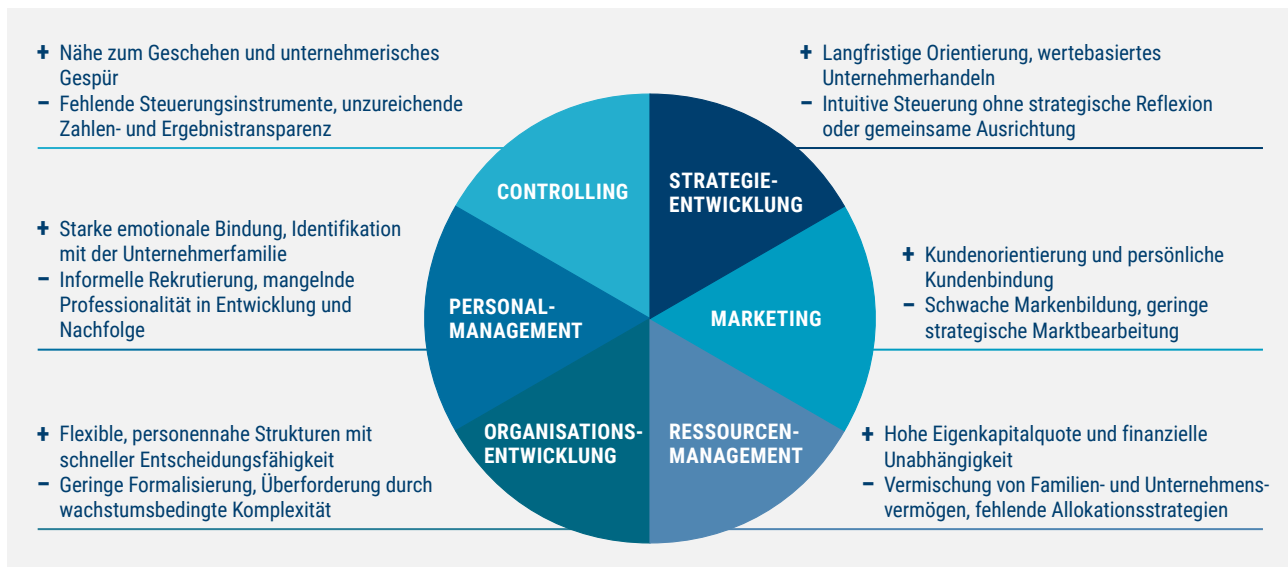 + Nähe zum Geschehen und unternehmerisches
Gespür
– Fehlende Steuerungsinstrumente, unzureichende
Zahlen- und Ergebnistransparenz
+ Langfristige Orientierung, wertebasiertes
Unternehmerhandeln
– Intuitive Steuerung ohne strategische Reflexion
oder gemeinsame Ausrichtung
CONTROLLING
STRATEGIE-
ENTWICKLUNG
+ Starke emotionale Bindung, Identifikation
mit der Unternehmerfamilie
– Informelle Rekrutierung, mangelnde
Professionalität in Entwicklung und
Nachfolge
PERSONAL-
MANAGEMENT
MARKETING
+ Kundenorientierung und persönliche
Kundenbindung
– Schwache Markenbildung, geringe
strategische Marktbearbeitung
+ Flexible, personennahe Strukturen mit
schneller Entscheidungsfähigkeit
– Geringe Formalisierung, Überforderung durch
wachstumsbedingte Komplexität
ORGANISATIONS-
ENTWICKLUNG
RESSOURCEN-
MANAGEMENT
+ Hohe Eigenkapitalquote und finanzielle
Unabhängigkeit
– Vermischung von Familien- und Unternehmens-
vermögen, fehlende Allokationsstrategien